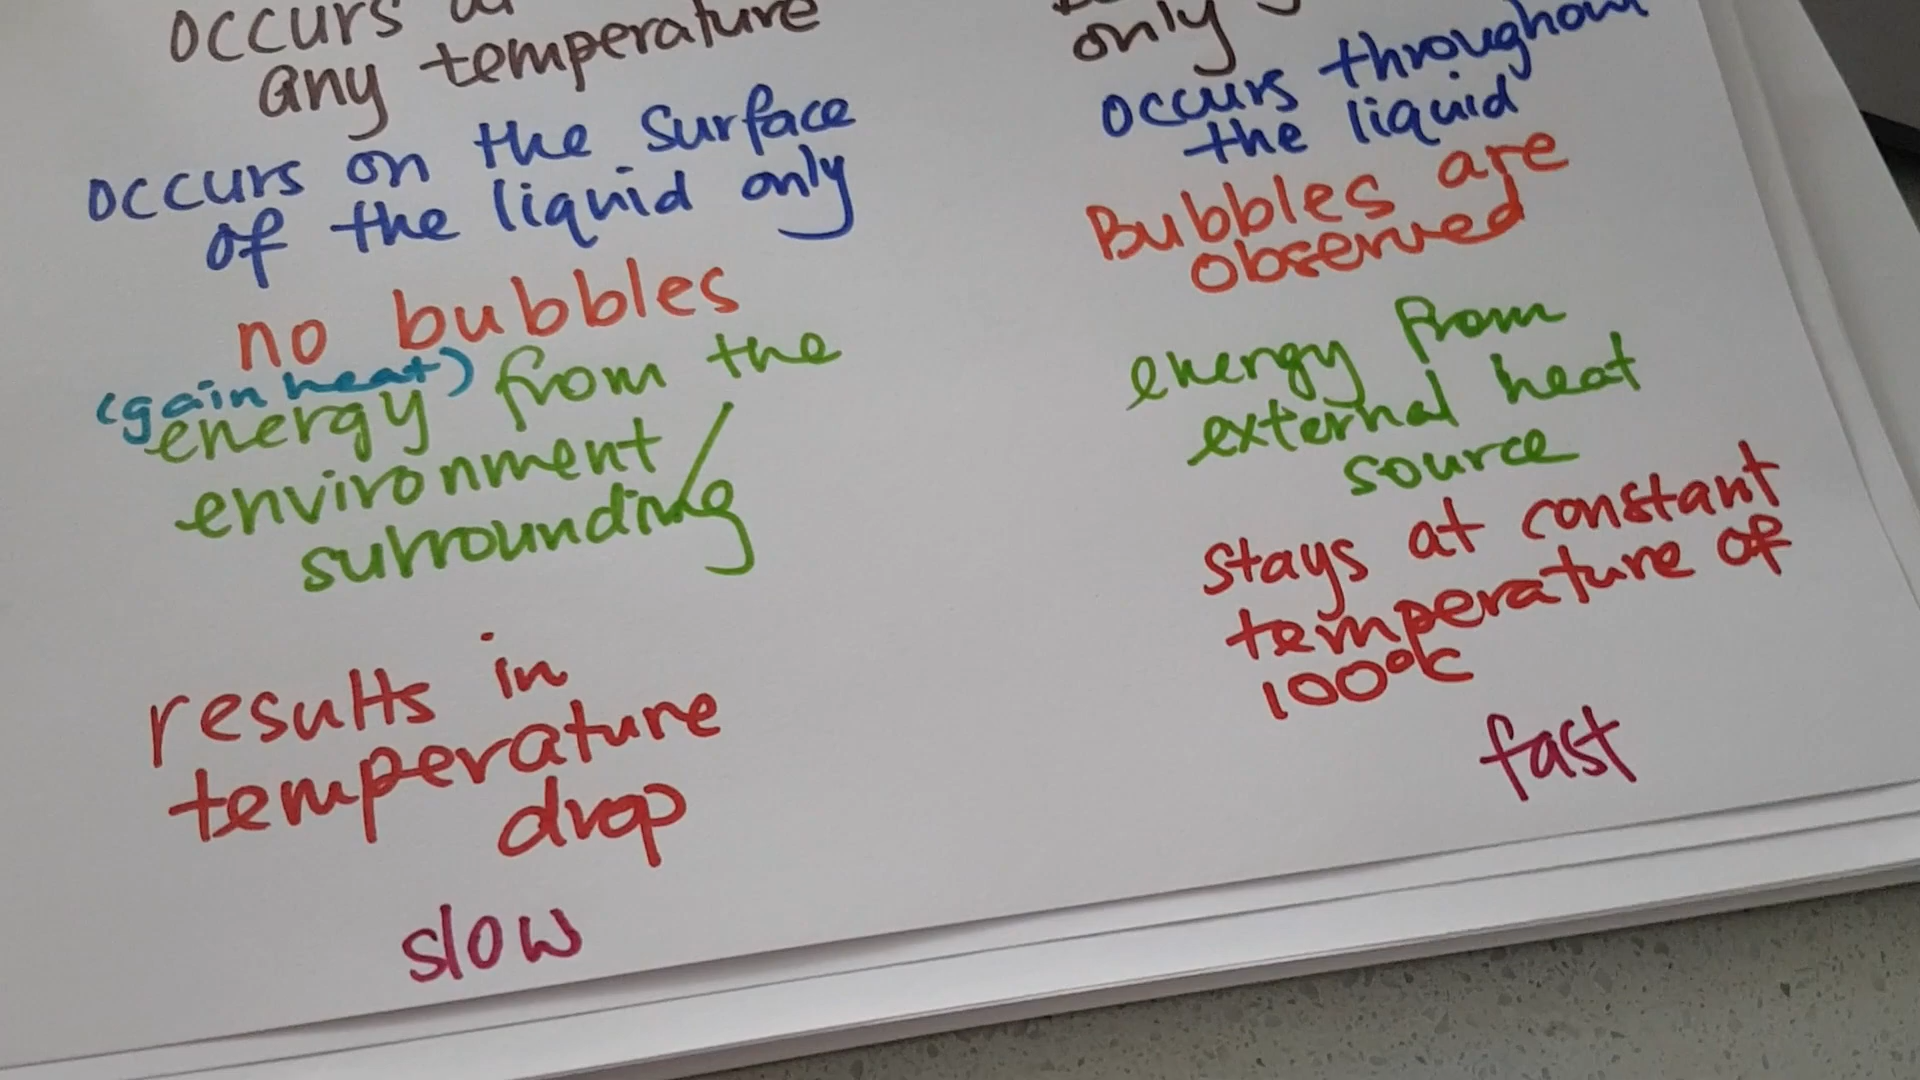 occurs at
any temperature
occurs on the surface
of the liquid only
no bubbles
(gain heat)
energy from the
environment /
surrounding
results in
temperature
drop
slow
only
occurs throughout
the liquid
Bubbles are
observed
energy from
external heat
source
stays at constant
temperature of
100°C
fast